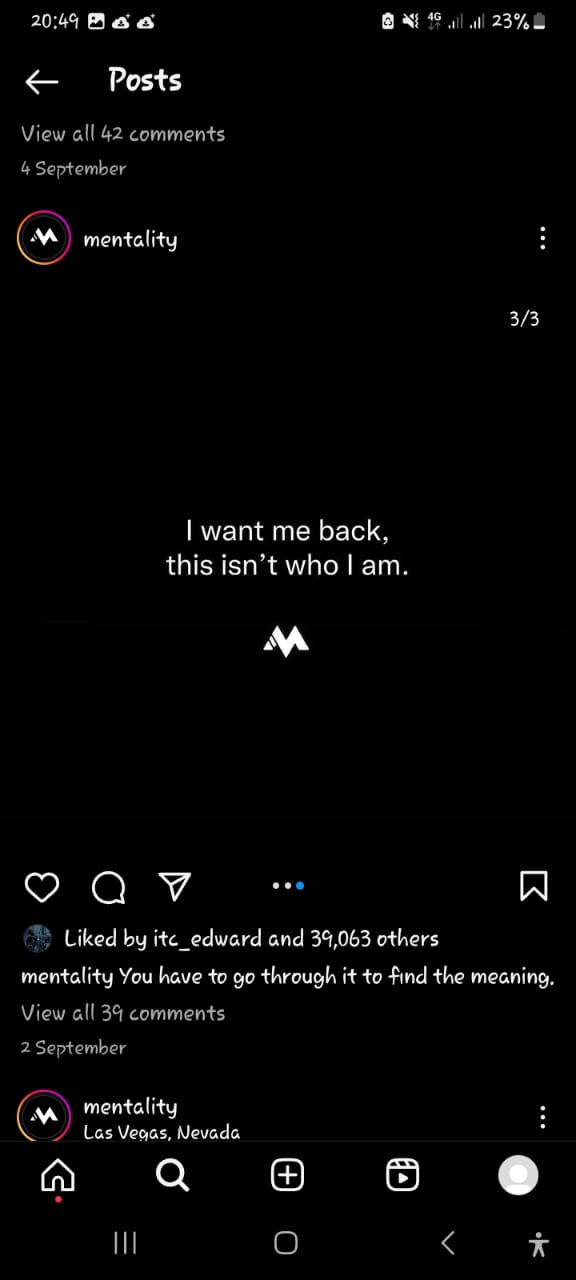 20:49 4G 23%
Posts
View all 42 comments
4 September
mentality
3/3
I want me back,
this isn’t who I am.
Liked by itc_edward and 39,063 others
mentality You have to go through it to find the meaning.
View all 39 comments
2 September
mentality
Las Vegas, Nevada